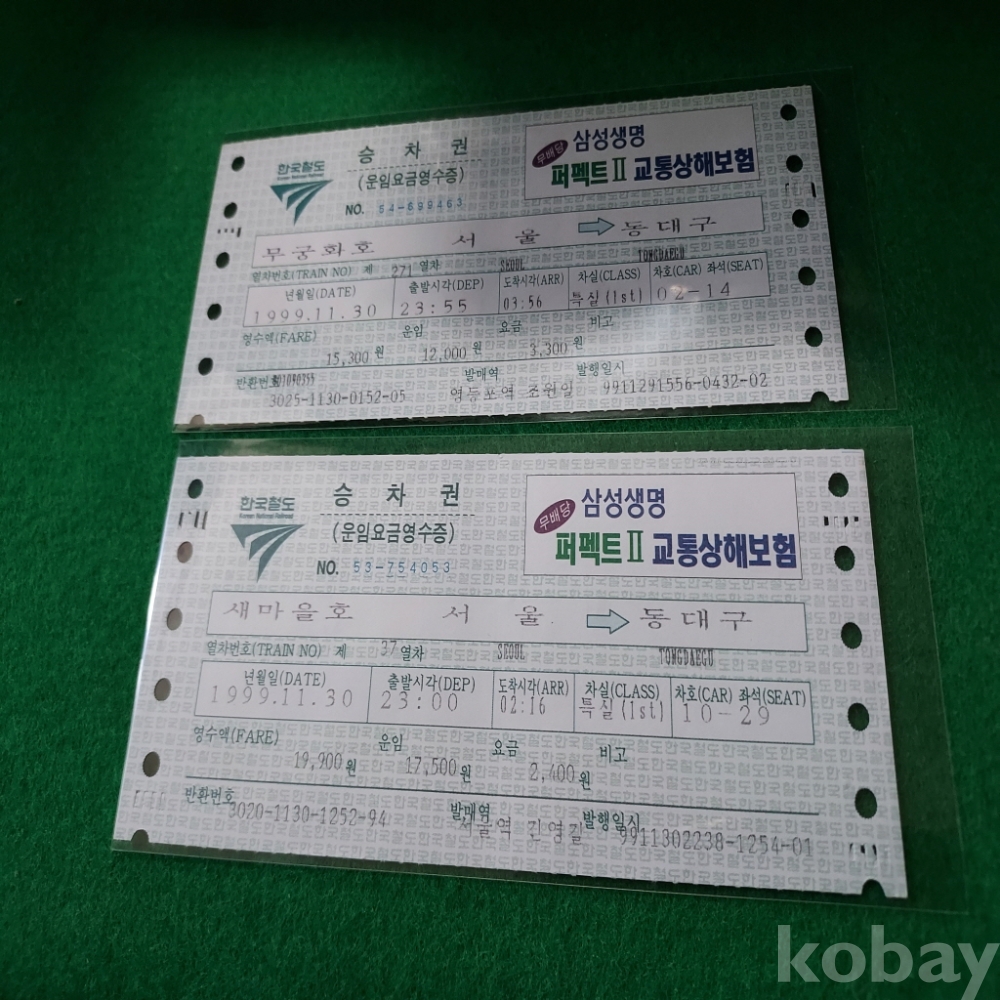 한국철도
Korean National Railroad
승 차 권
(운임요금영수증)
NO. 54-699463
무배당 삼성생명
퍼펙트Ⅱ 교통상해보험
무궁화호 서 울 ⇨ 동대구
열차번호(TRAIN NO) 제 271 열차 SEOUL TONGDAEGU
년월일(DATE) 출발시각(DEP) 도착시각(ARR) 차실(CLASS) 차호(CAR) 좌석(SEAT)
1999.11.30 23:55 03:56 특실(1st) 02-14
영수액(FARE) 운임 요금 비고
15,300원 12,000원 3,300원
반환번호 발매역 발행일시
3025-1130-0152-05 영등포역 조원일 9911291556-0432-02
한국철도
Korean National Railroad
승 차 권
(운임요금영수증)
NO. 53-754053
무배당 삼성생명
퍼펙트Ⅱ 교통상해보험
새마을호 서 울 ⇨ 동대구
열차번호(TRAIN NO) 제 37 열차 SEOUL TONGDAEGU
년월일(DATE) 출발시각(DEP) 도착시각(ARR) 차실(CLASS) 차호(CAR) 좌석(SEAT)
1999.11.30 23:00 02:16 특실(1st) 10-29
영수액(FARE) 운임 요금 비고
19,900원 17,500원 2,400원
반환번호 발매역 발행일시
3020-1130-1252-94 서울역 진영길 9911302238-1254-01
kobay